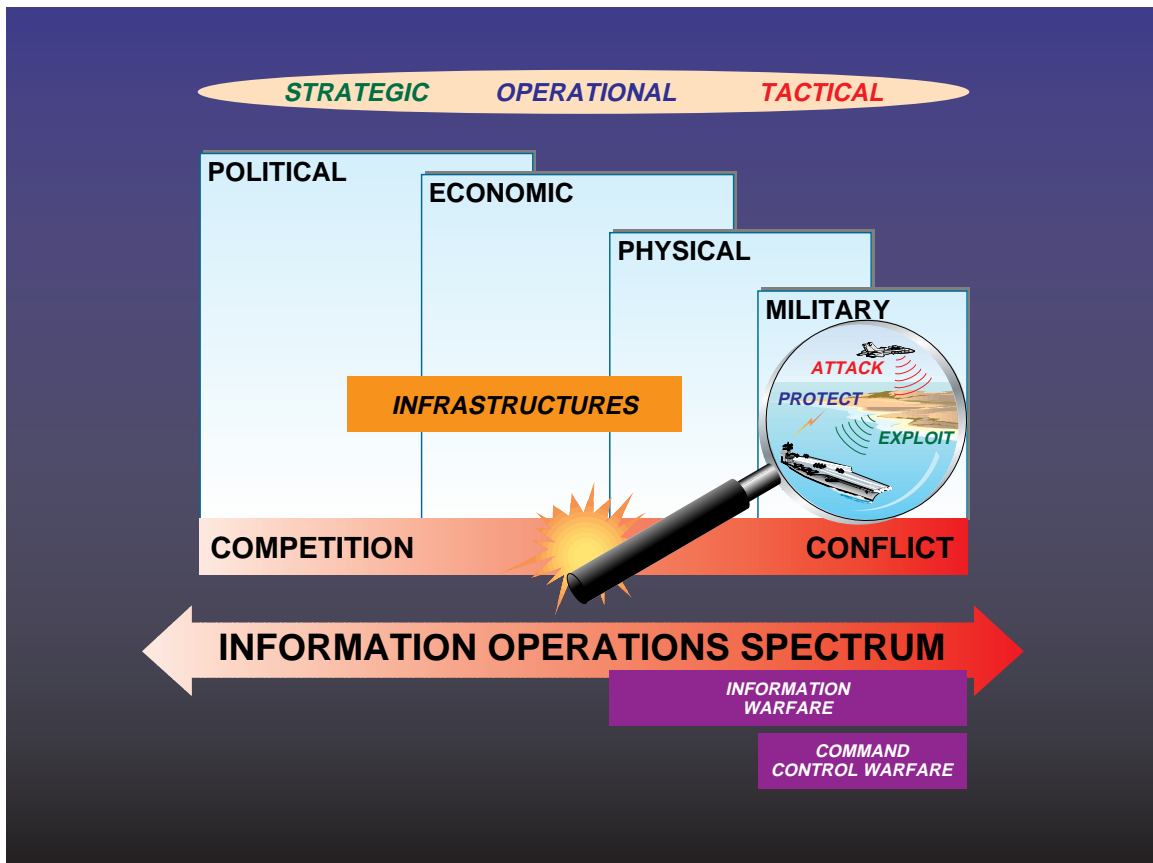 STRATEGIC OPERATIONAL TACTICAL
POLITICAL
ECONOMIC
PHYSICAL
MILITARY
ATTACK
PROTECT
EXPLOIT
INFRASTRUCTURES
COMPETITION
CONFLICT
INFORMATION OPERATIONS SPECTRUM
INFORMATION
WARFARE
COMMAND
CONTROL WARFARE